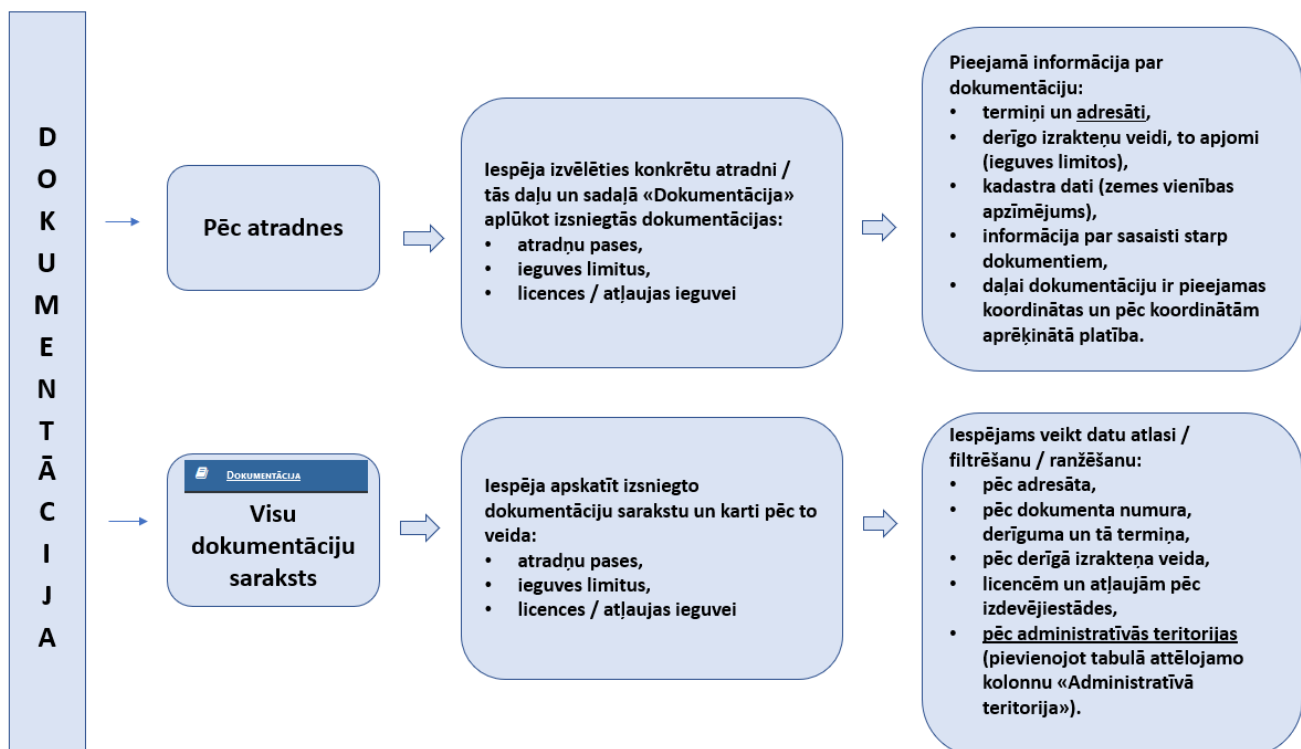 DOKUMENTĀCIJA
Pēc atradnes
Iespēja izvēlēties konkrētu atradni /
tās daļu un sadaļā «Dokumentācija»
aplūkot izsniegtās dokumentācijas:
• atradņu pases,
• ieguves limitus,
• licences / atļaujas ieguvei
Pieejamā informācija par
dokumentāciju:
• termiņi un adresāti,
• derīgo izrakteņu veidi, to apjomi
(ieguves limitos),
• kadastra dati (zemes vienības
apzīmējums),
• informācija par sasaisti starp
dokumentiem,
• daļai dokumentāciju ir pieejamas
koordinātas un pēc koordinātām
aprēķinātā platība.
DOKUMENTĀCIJA
Visu
dokumentāciju
saraksts
Iespēja apskatīt izsniegto
dokumentāciju sarakstu un karti pēc to
veida:
• atradņu pases,
• ieguves limitus,
• licences / atļaujas ieguvei
Iespējams veikt datu atlasi /
filtrēšanu / ranžēšanu:
• pēc adresāta,
• pēc dokumenta numura,
derīguma un tā termiņa,
• pēc derīgā izrakteņa veida,
• licencēm un atļaujām pēc
izdevējiestādes,
• pēc administratīvās teritorijas
(pievienojot tabulā attēlojamo
kolonnu «Administratīvā
teritorija»).